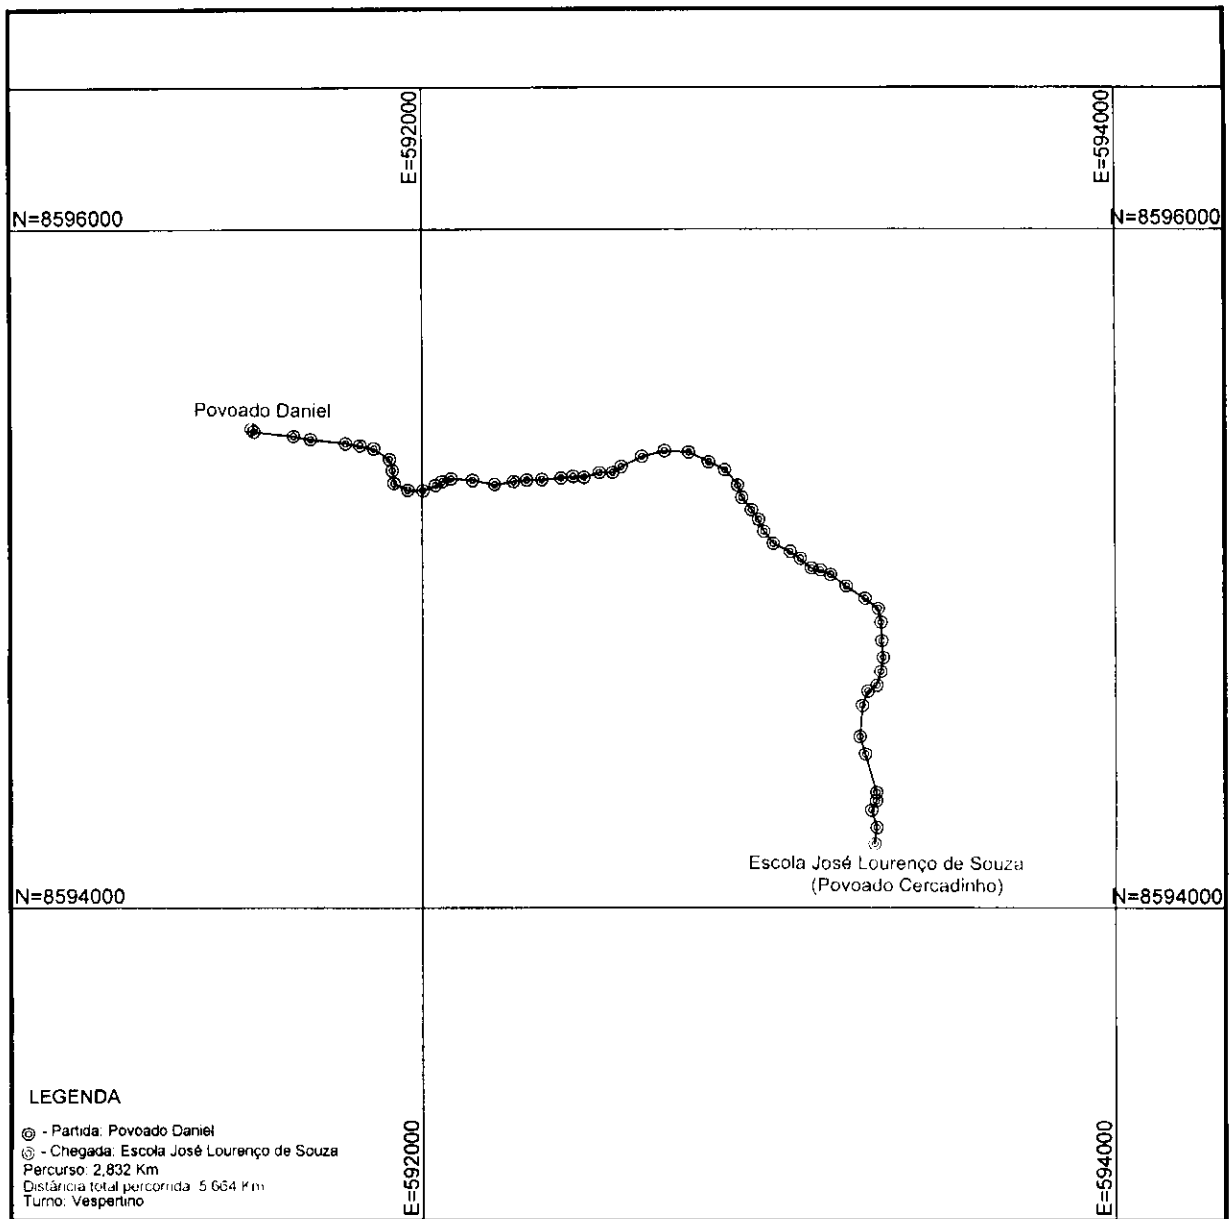 E=592000
E=594000
N=8596000
N=8596000
Povoado Daniel
Escola José Lourenço de Souza
(Povoado Cercadinho)
N=8594000
N=8594000
LEGENDA
- Partida: Povoado Daniel
- Chegada: Escola José Lourenço de Souza
Percurso: 2,832 Km
Distância total percorrida: 5.664 Km
Turno: Vespertino
E=592000
E=594000